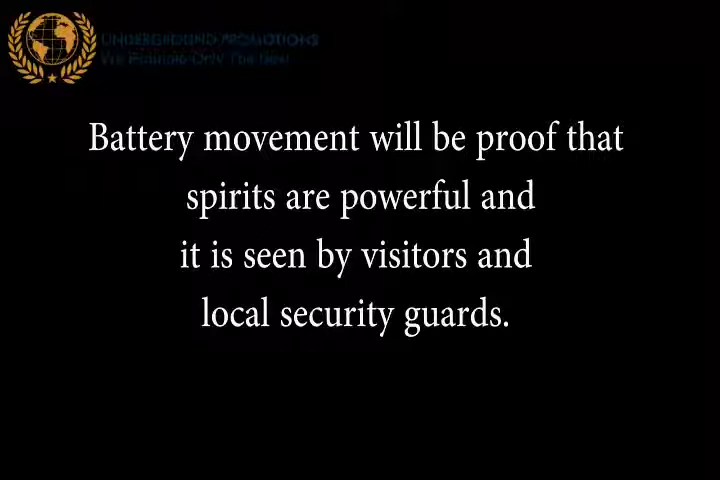 UNDERGROUND PROMOTIONS
We Promote Only The Best
Battery movement will be proof that
spirits are powerful and
it is seen by visitors and
local security guards.